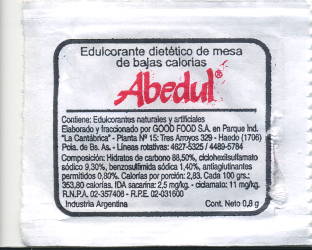 Edulcorante dietético de mesa
de bajas calorías
Abedul®
Contiene: Edulcorantes naturales y artificiales
Elaborado y fraccionado por GOOD FOOD S.A. en Parque Ind.
"La Cantábrica" - Planta Nº 15: Tres Arroyos 329 - Haedo (1706)
Pcia. de Bs. As. - Líneas rotativas: 4627-5325 / 4489-5784
Composición: Hidratos de carbono 88,50%, ciclohexilsulfamato
sódico 9,30%, benzosulfimida sódica 1,40%, antiaglutinantes
permitidos 0,80%. Calorías por porción: 2,83. Cada 100 grs.:
353,80 calorías. IDA sacarina: 2,5 mg/kg. - ciclamato: 11 mg/kg.
R.N.P.A. 02-357408 - R.P.E. 02-031600
Industria Argentina
Cont. Neto 0,8 g